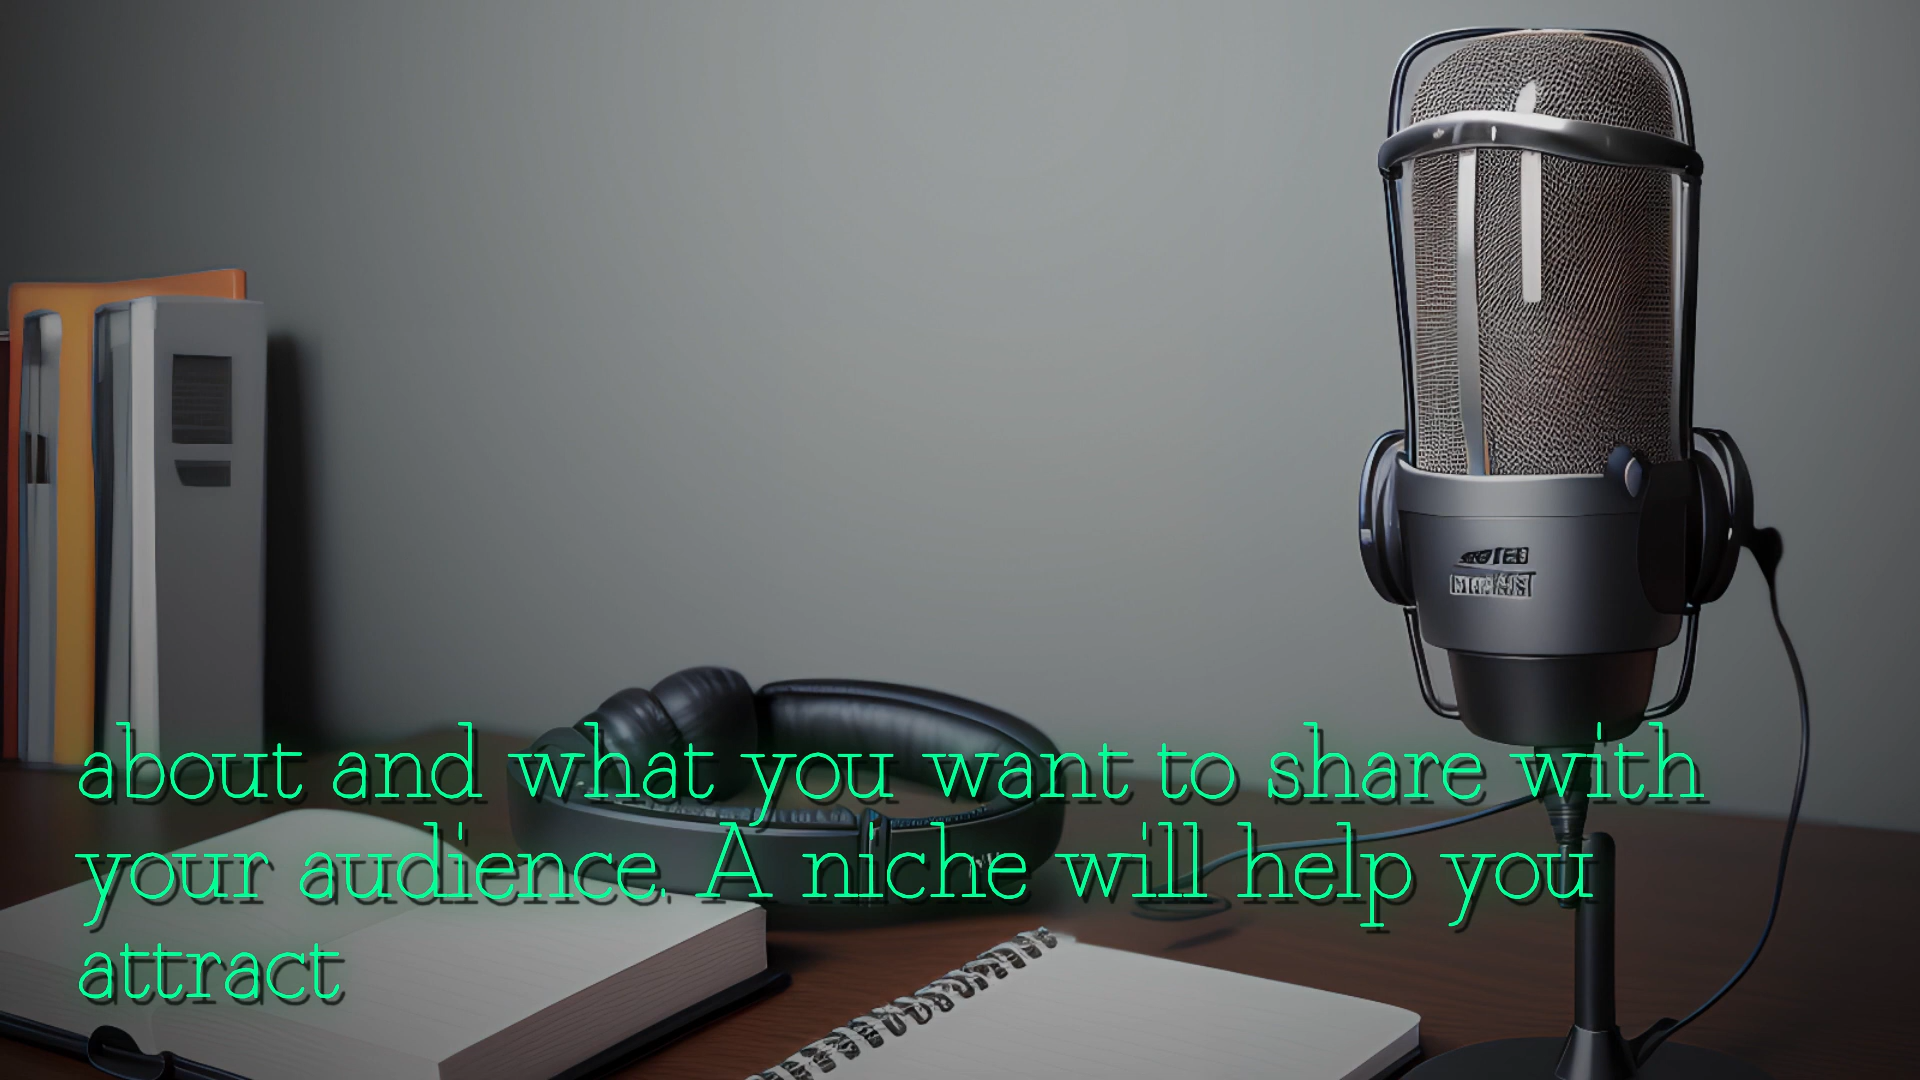 about and what you want to share with
your audience. A niche will help you
attract